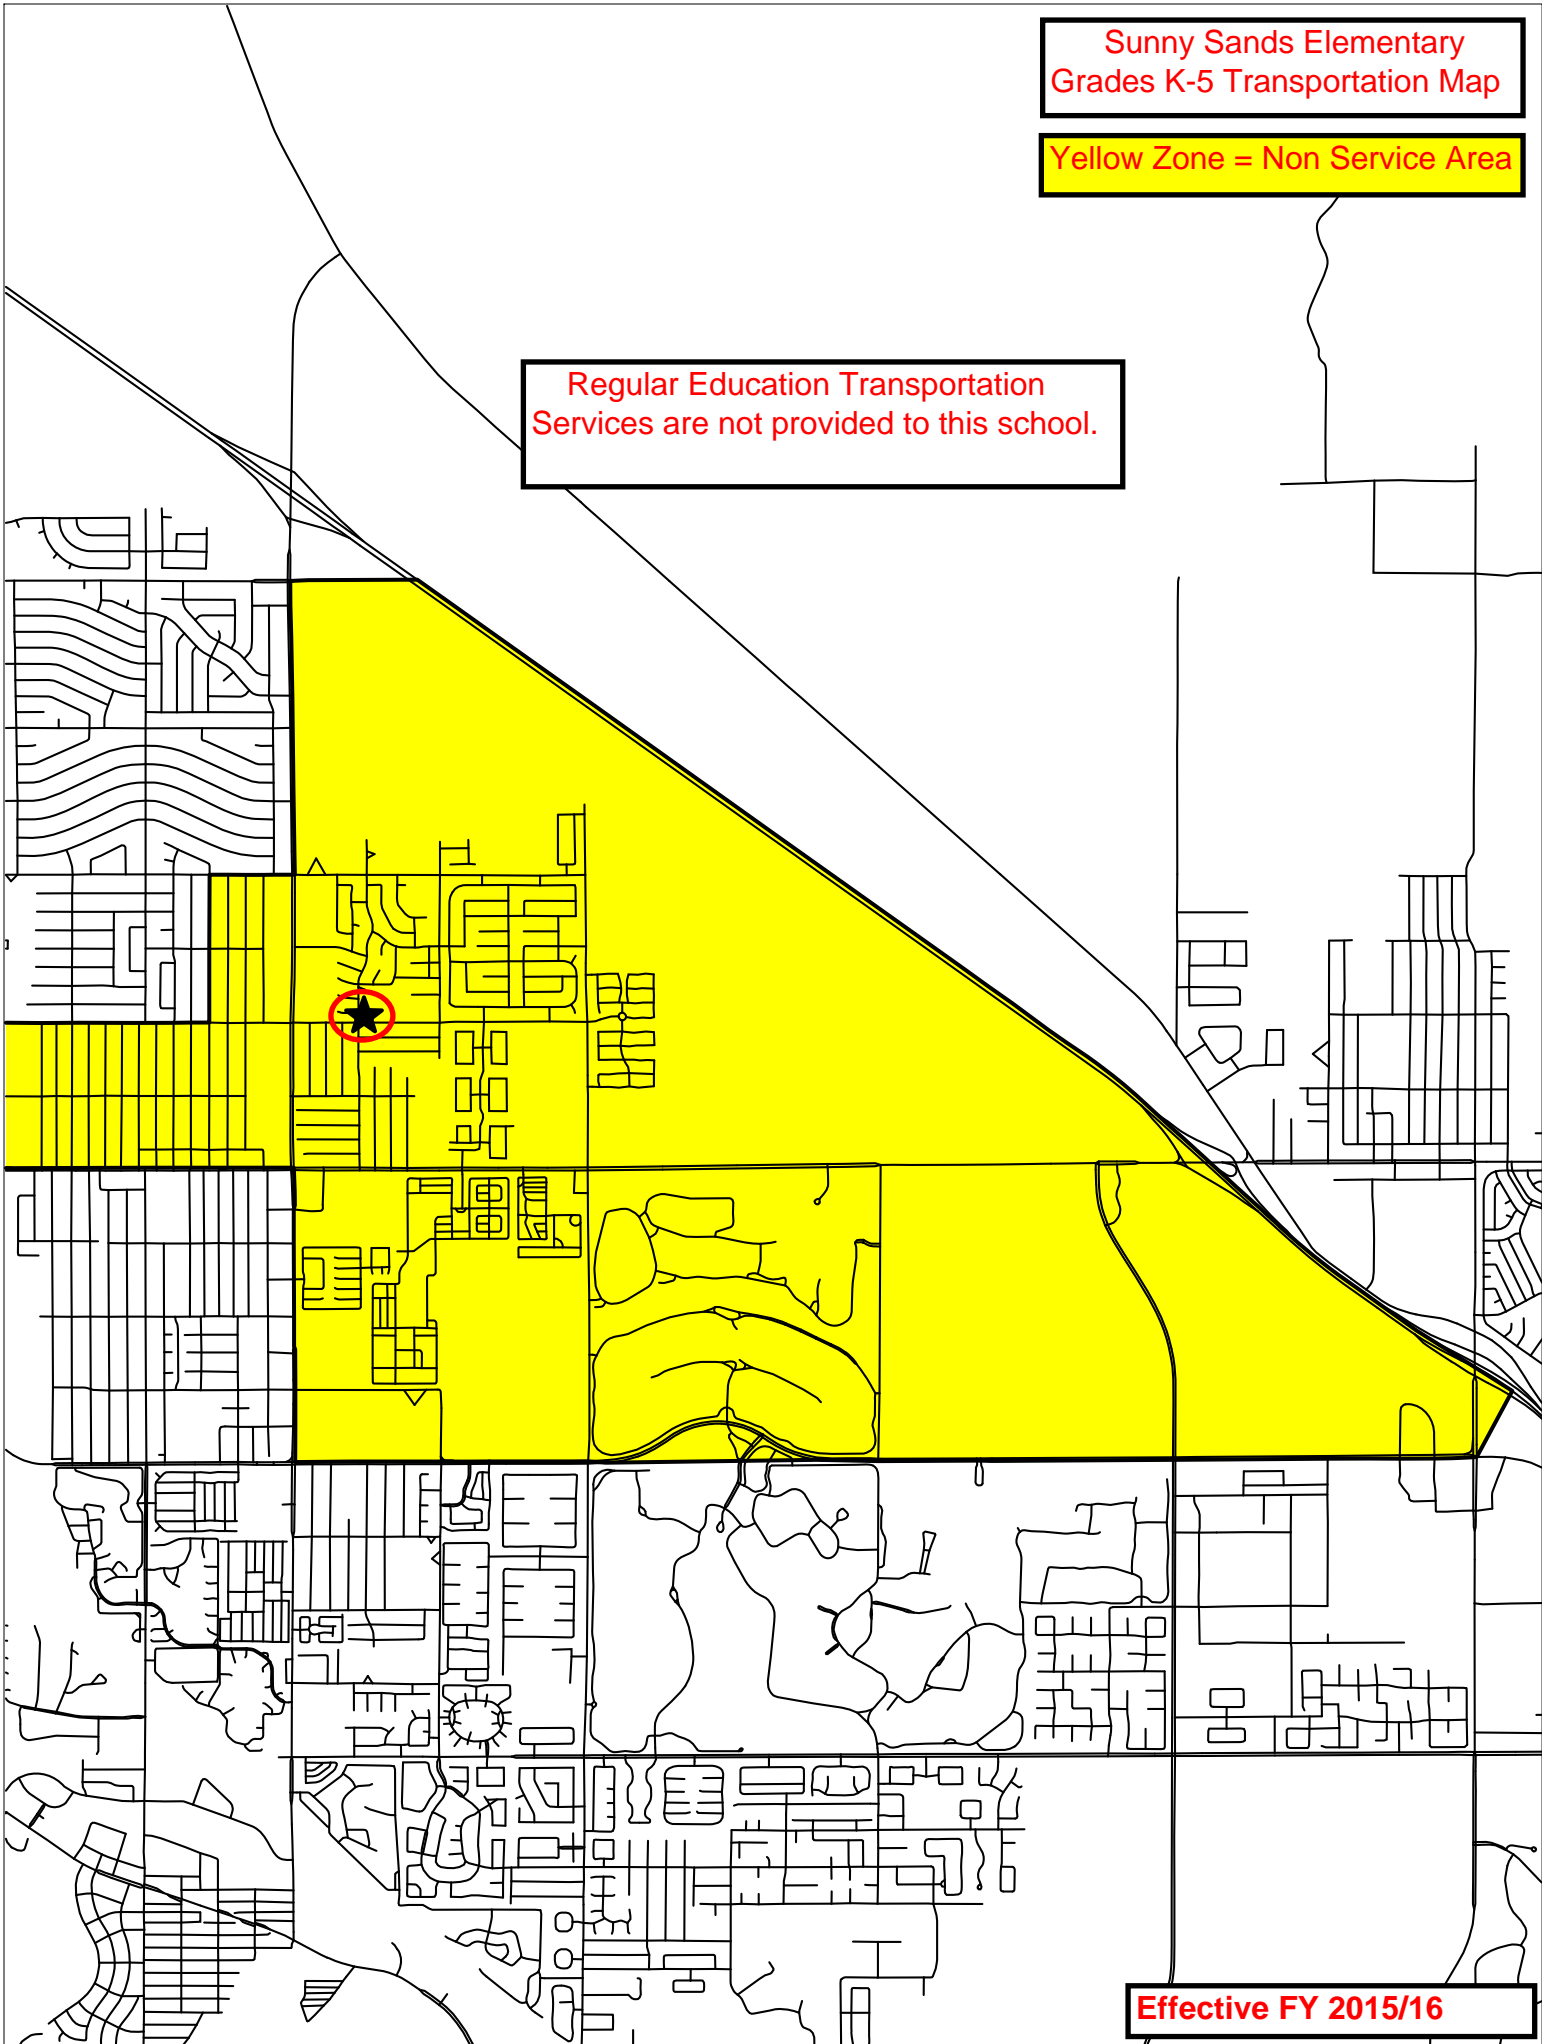 Sunny Sands Elementary
Grades K-5 Transportation Map
Yellow Zone = Non Service Area
Regular Education Transportation
Services are not provided to this school.
Effective FY 2015/16